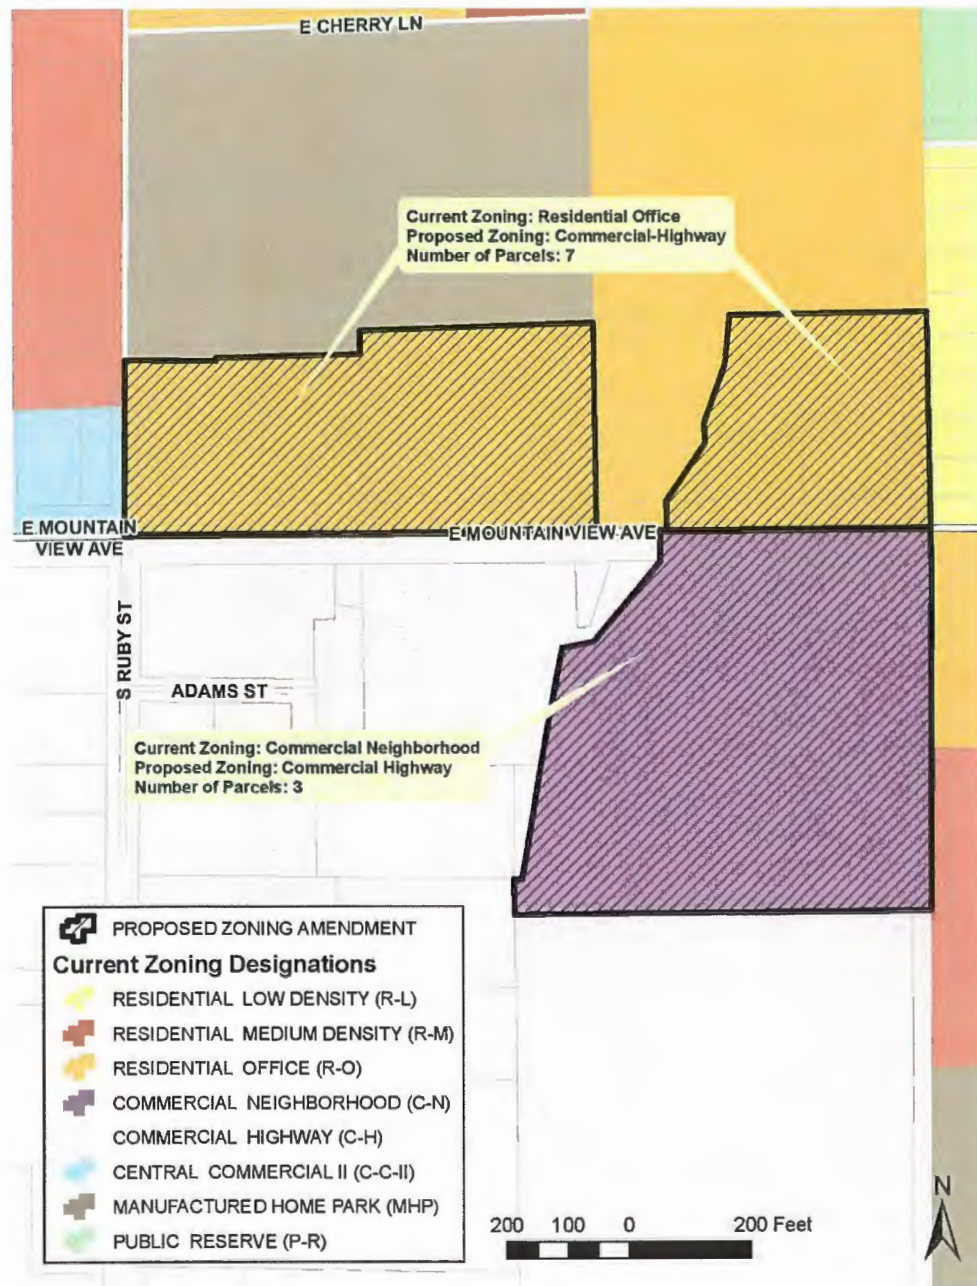 E CHERRY LN
Current Zoning: Residential Office
Proposed Zoning: Commercial-Highway
Number of Parcels: 7
E MOUNTAIN
VIEW AVE
E MOUNTAIN VIEW AVE
S RUBY ST
ADAMS ST
Current Zoning: Commercial Neighborhood
Proposed Zoning: Commercial Highway
Number of Parcels: 3
PROPOSED ZONING AMENDMENT
Current Zoning Designations
RESIDENTIAL LOW DENSITY (R-L)
RESIDENTIAL MEDIUM DENSITY (R-M)
RESIDENTIAL OFFICE (R-O)
COMMERCIAL NEIGHBORHOOD (C-N)
COMMERCIAL HIGHWAY (C-H)
CENTRAL COMMERCIAL II (C-C-II)
MANUFACTURED HOME PARK (MHP)
PUBLIC RESERVE (P-R)
200 100 0 200 Feet
N